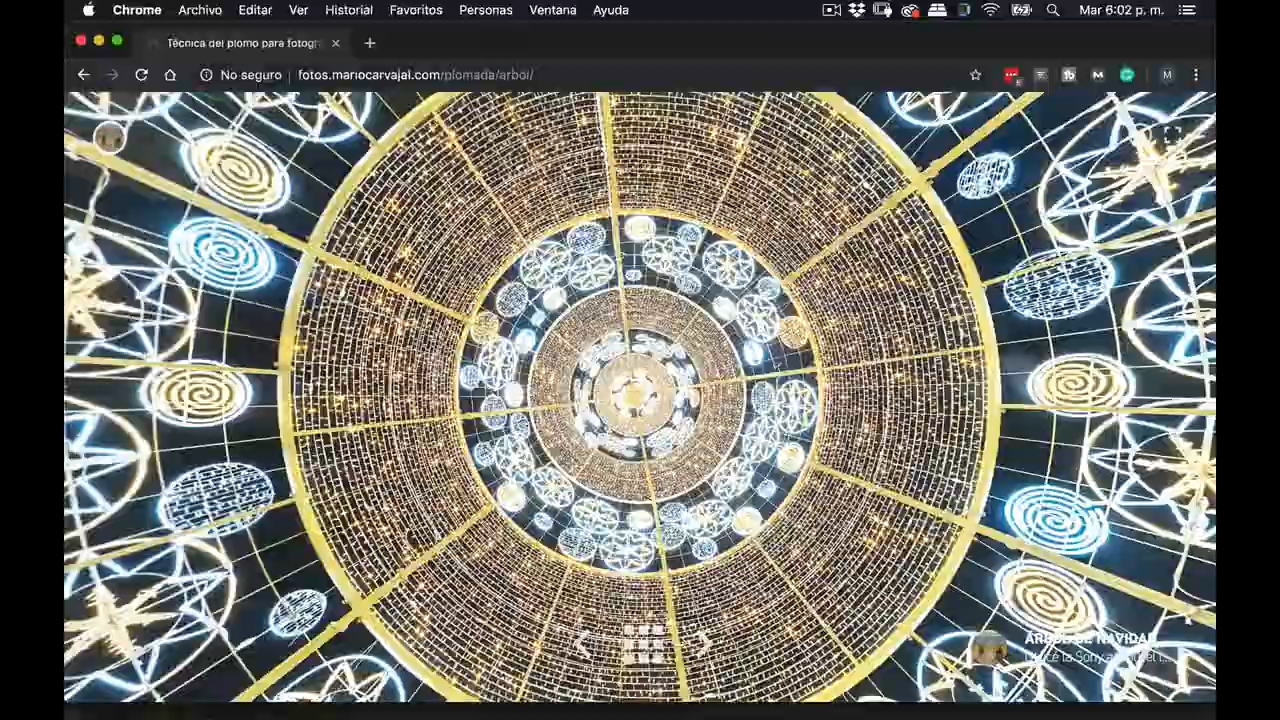 Chrome Archivo Editar Ver Historial Favoritos Personas Ventana Ayuda Mar 6:02 p. m.
Técnica del plomo para fotogr
No seguro fotos.mariocarvajal.com/plomada/arbol/
M
ÁRBOL DE NAVIDAD